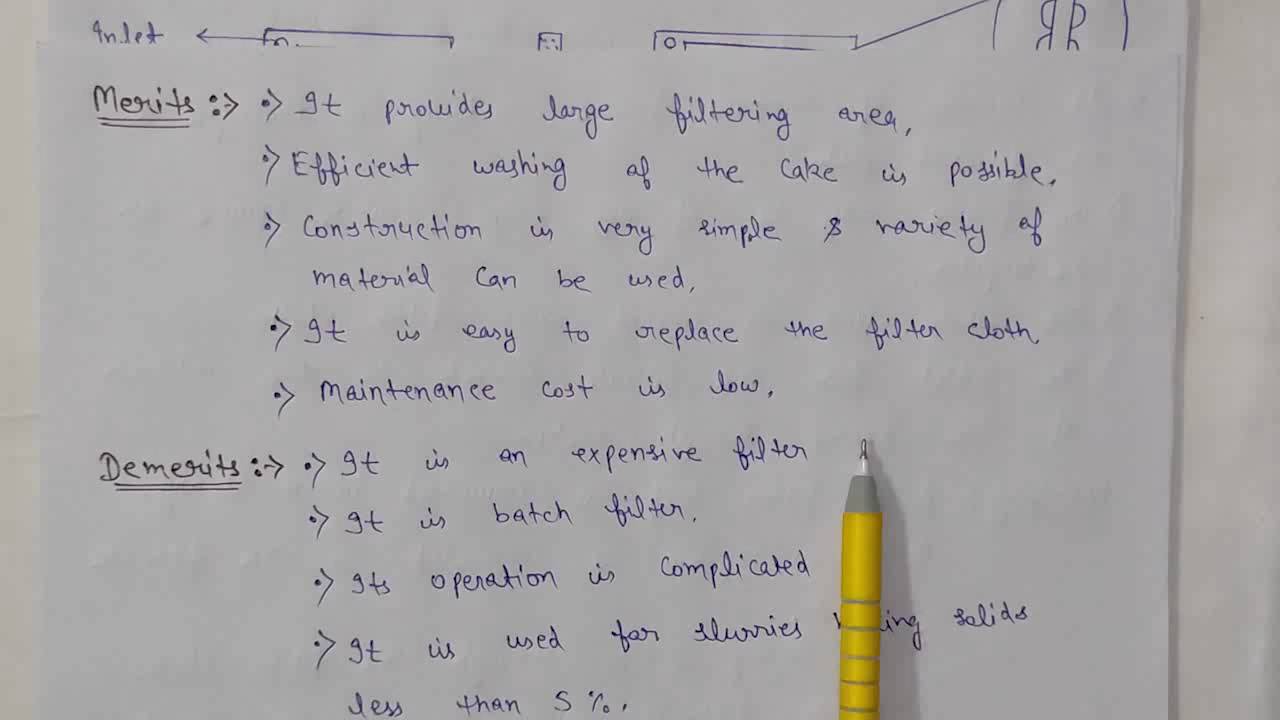 Inlet
Merits :-> •> It provides large filtering area,
•> Efficient washing of the cake is possible,
•> Construction is very simple & variety of
material can be used,
•> It is easy to replace the filter cloth,
•> Maintenance cost is low,
Demerits :-> •> It is an expensive filter
•> It is batch filter,
•> Its operation is complicated
•> It is used for slurries solids
less than 5%,